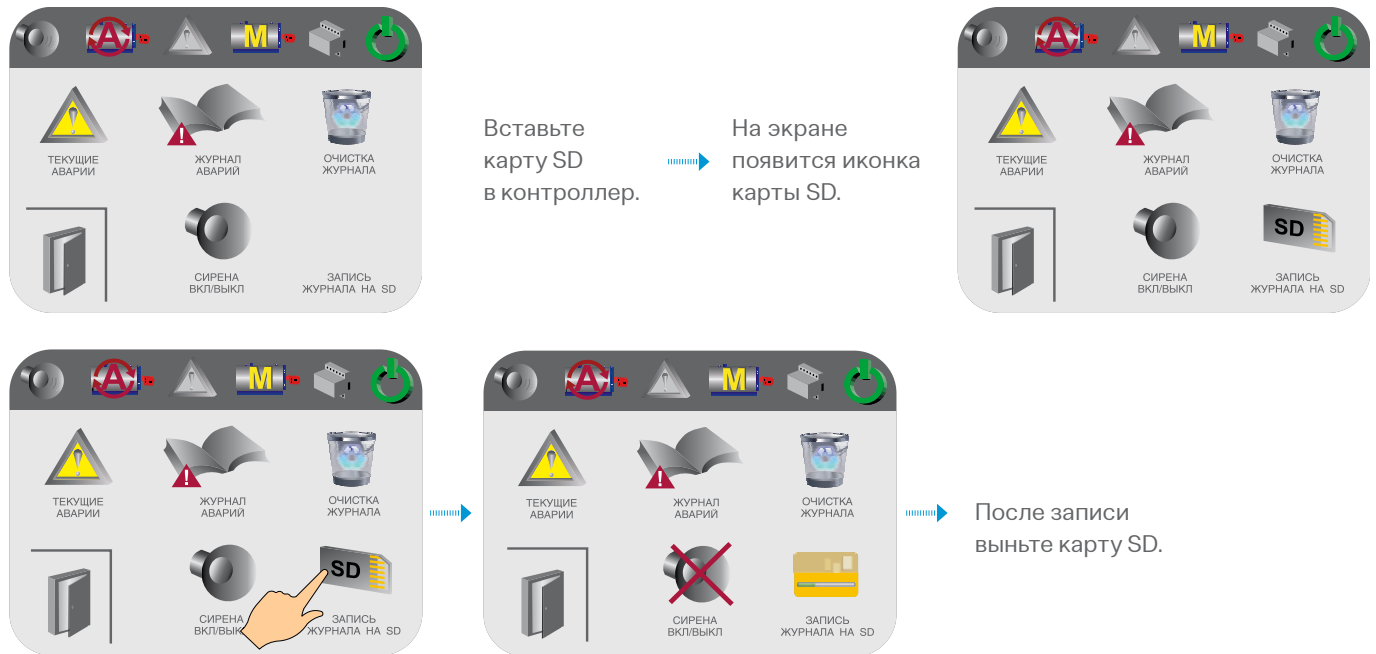 A
M
ТЕКУЩИЕ
АВАРИИ
!
ЖУРНАЛ
АВАРИЙ
ОЧИСТКА
ЖУРНАЛА
СИРЕНА
ВКЛ/ВЫКЛ
ЗАПИСЬ
ЖУРНАЛА НА SD
Вставьте
карту SD
в контроллер.
На экране
появится иконка
карты SD.
A
M
ТЕКУЩИЕ
АВАРИИ
!
ЖУРНАЛ
АВАРИЙ
ОЧИСТКА
ЖУРНАЛА
СИРЕНА
ВКЛ/ВЫКЛ
SD
ЗАПИСЬ
ЖУРНАЛА НА SD
A
M
ТЕКУЩИЕ
АВАРИИ
!
ЖУРНАЛ
АВАРИЙ
ОЧИСТКА
ЖУРНАЛА
СИРЕНА
ВКЛ/ВЫК
SD
ЗАПИСЬ
ЖУРНАЛА НА SD
A
M
ТЕКУЩИЕ
АВАРИИ
!
ЖУРНАЛ
АВАРИЙ
ОЧИСТКА
ЖУРНАЛА
СИРЕНА
ВКЛ/ВЫКЛ
ЗАПИСЬ
ЖУРНАЛА НА SD
После записи
выньте карту SD.